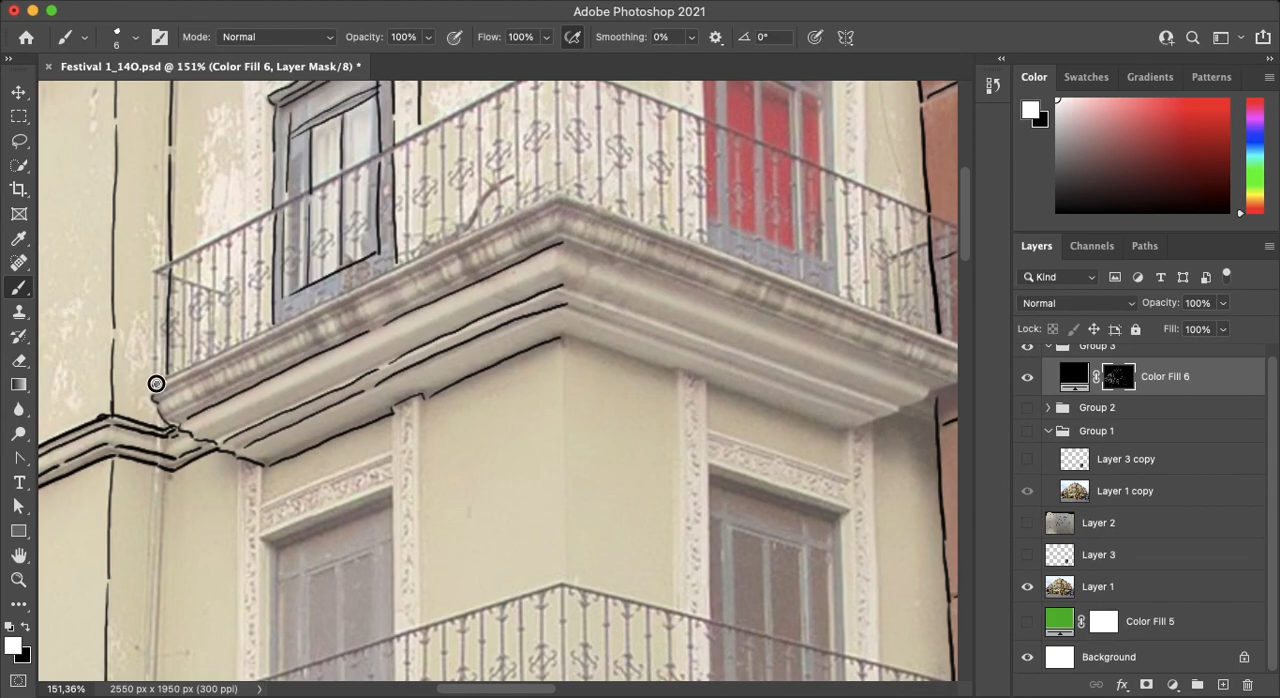 Adobe Photoshop 2021
6 Mode: Normal Opacity: 100% Flow: 100% Smoothing: 0% 0°
Festival 1_14O.psd @ 151% (Color Fill 6, Layer Mask/8) *
Color Swatches Gradients Patterns
Layers Channels Paths
Kind
Normal Opacity: 100%
Lock: Fill: 100%
Group 3
Color Fill 6
Group 2
Group 1
Layer 3 copy
Layer 1 copy
Layer 2
Layer 3
Layer 1
Color Fill 5
Background
151,36% 2550 px x 1950 px (300 ppi)